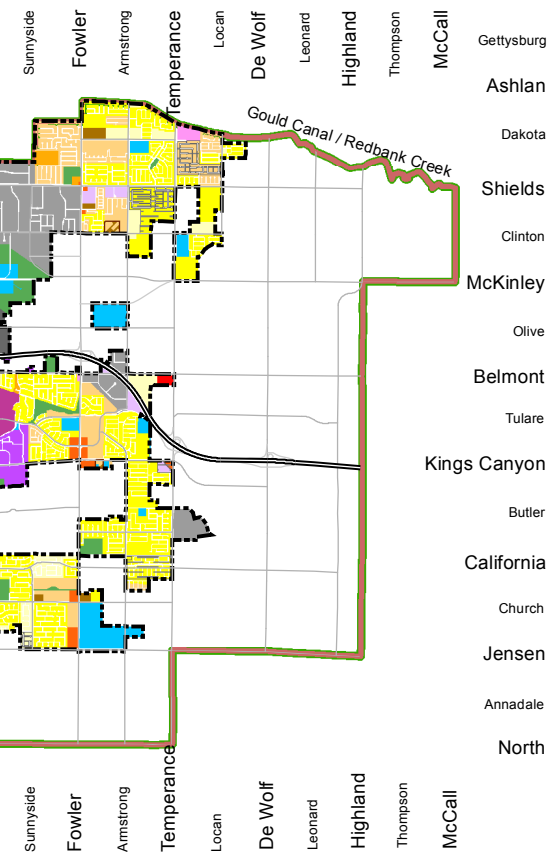 Sunnyside
Fowler
Armstrong
Temperance
Locan
De Wolf
Leonard
Highland
Thompson
McCall
Gettysburg
Ashlan
Gould Canal / Redbank Creek
Dakota
Shields
Clinton
McKinley
Olive
Belmont
Tulare
Kings Canyon
Butler
California
Church
Jensen
Annadale
North
Sunnyside
Fowler
Armstrong
Temperance
Locan
De Wolf
Leonard
Highland
Thompson
McCall